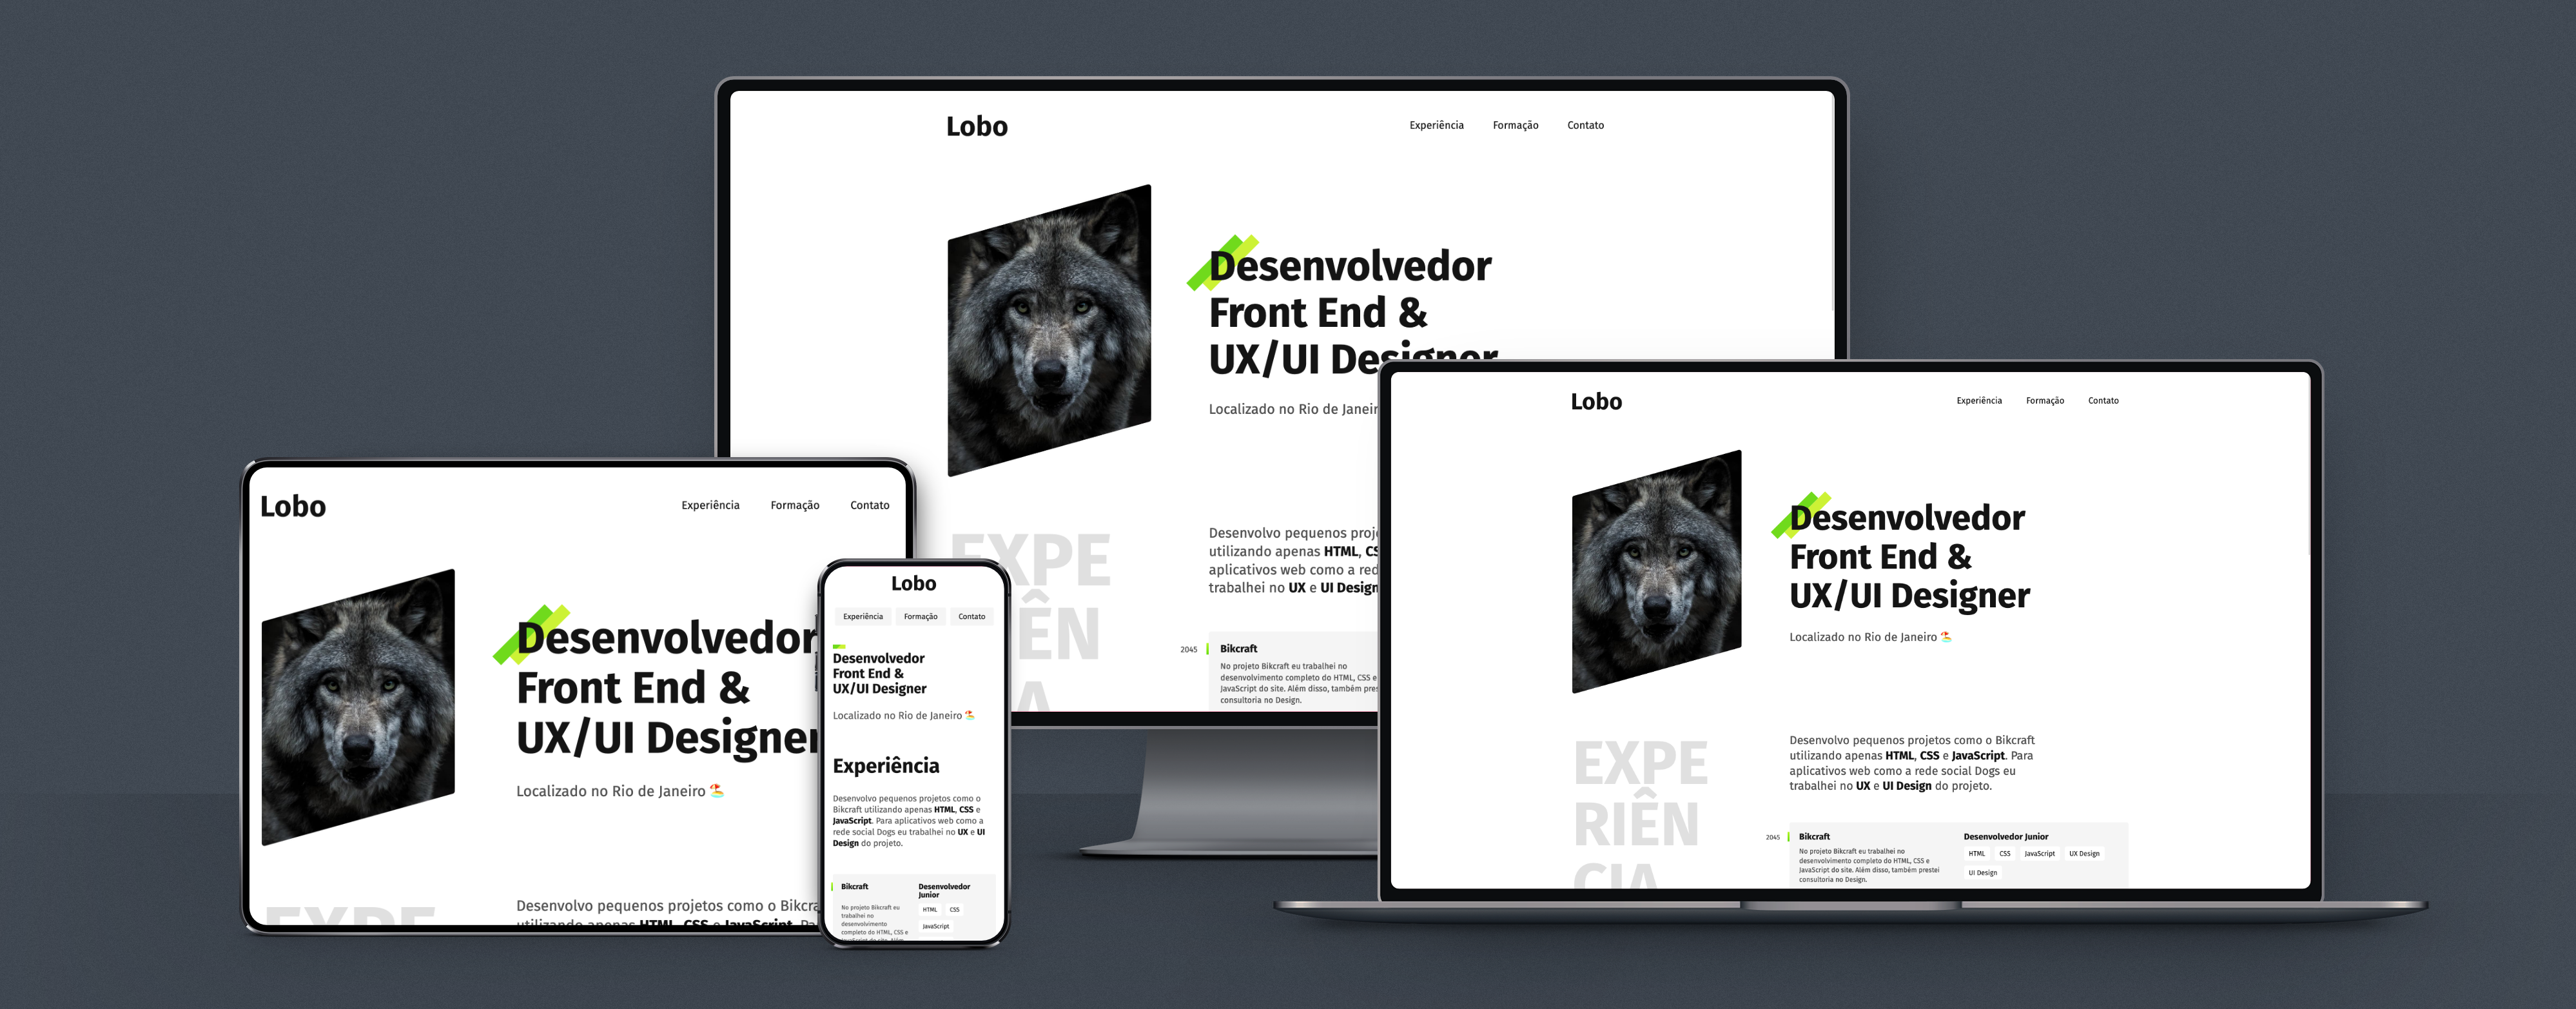 Lobo
Experiência Formação Contato
Desenvolvedor
Front End &
UX/UI Designer
Localizado no Rio de
EXPE
Desenvolvo pequenos
utilizando apenas HTML,
aplicativos web como a
trabalhei no UX e UI Design
ÊN
2045
Bikcraft
No projeto Bikcraft eu trabalhei no
desenvolvimento completo do HTML, CSS e
JavaScript do site. Além disso, também
consultoria no Design.
Lobo
Experiência Formação Contato
Desenvolvedor
Front End &
UX/UI Designer
Localizado no Rio de Janeiro 🏖️
EXPE
RIÊN
CIA
Desenvolvo pequenos projetos como o Bikcraft
utilizando apenas HTML, CSS e JavaScript. Para
aplicativos web como a rede social Dogs eu
trabalhei no UX e UI Design do projeto.
2045
Bikcraft
No projeto Bikcraft eu trabalhei no
desenvolvimento completo do HTML, CSS e
JavaScript do site. Além disso, também prestei
consultoria no Design.
Desenvolvedor Junior
HTML CSS JavaScript UX Design
UI Design
Lobo
Experiência Formação Contato
Desenvolvedor
Front End &
UX/UI Designer
Localizado no Rio de Janeiro 🏖️
EXPE
Desenvolvo pequenos projetos como o
utilizando apenas HTML, CSS e JavaScript.
Lobo
Experiência Formação Contato
Desenvolvedor
Front End &
UX/UI Designer
Localizado no Rio de Janeiro 🏖️
Experiência
Desenvolvo pequenos projetos como o
Bikcraft utilizando apenas HTML, CSS e
JavaScript. Para aplicativos web como a
rede social Dogs eu trabalhei no UX e UI
Design do projeto.
Bikcraft
No projeto Bikcraft eu
trabalhei no
desenvolvimento
completo do HTML, CSS e
JavaScript do site. Além
Desenvolvedor
Junior
HTML CSS
JavaScript